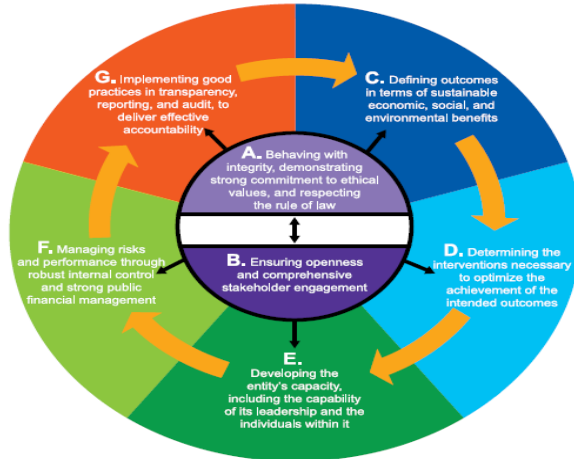 A. Behaving with
integrity, demonstrating
strong commitment to ethical
values, and respecting
the rule of law
B. Ensuring openness
and comprehensive
stakeholder engagement
C. Defining outcomes
in terms of sustainable
economic, social, and
environmental benefits
D. Determining the
interventions necessary
to optimize the
achievement of the
intended outcomes
E.
Developing the
entity's capacity,
including the capability
of its leadership and the
individuals within it
F. Managing risks
and performance through
robust internal control
and strong public
financial management
G. Implementing good
practices in transparency,
reporting, and audit, to
deliver effective
accountability